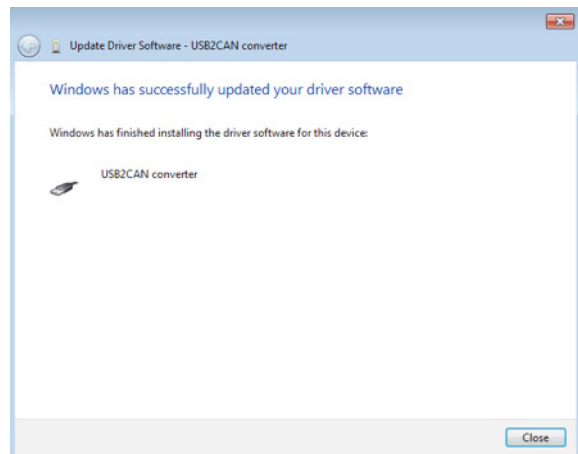 Update Driver Software - USB2CAN converter
Windows has successfully updated your driver software
Windows has finished installing the driver software for this device:
USB2CAN converter
Close